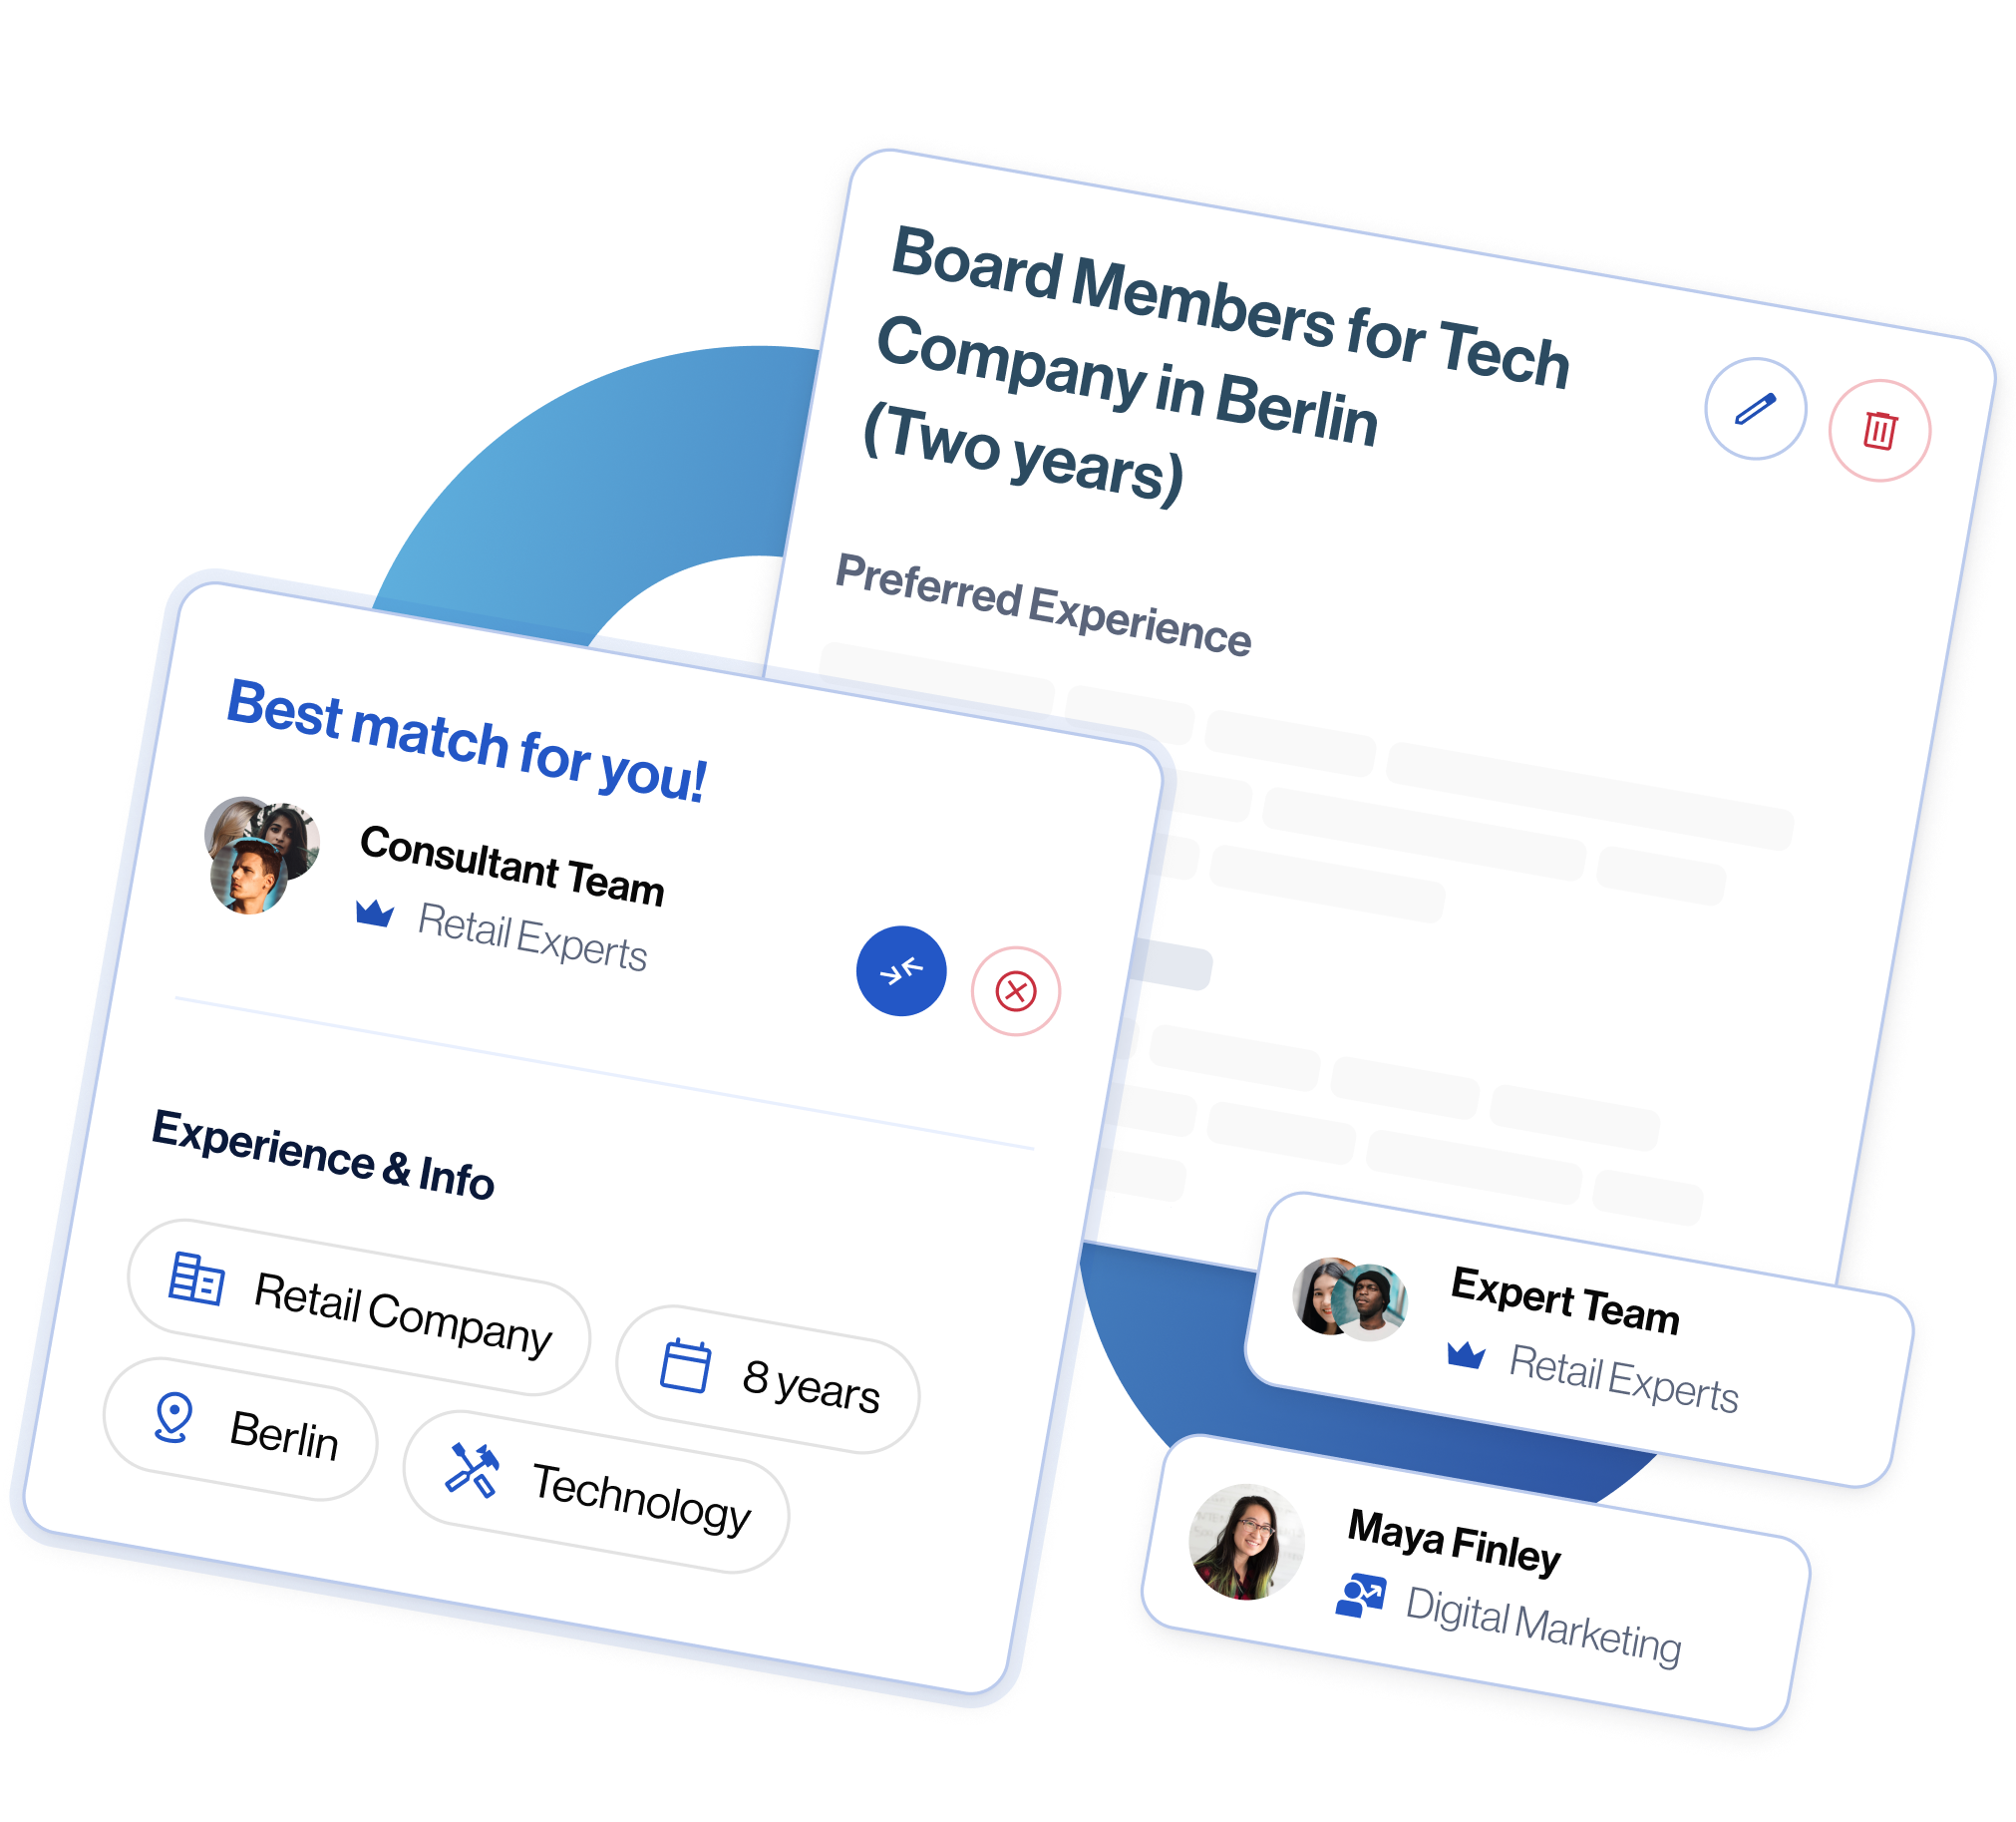 Board Members for Tech
Company in Berlin
(Two years)
Preferred Experience
Best match for you!
Consultant Team
Retail Experts
Experience & Info
Retail Company
8 years
Berlin
Technology
Expert Team
Retail Experts
Maya Finley
Digital Marketing